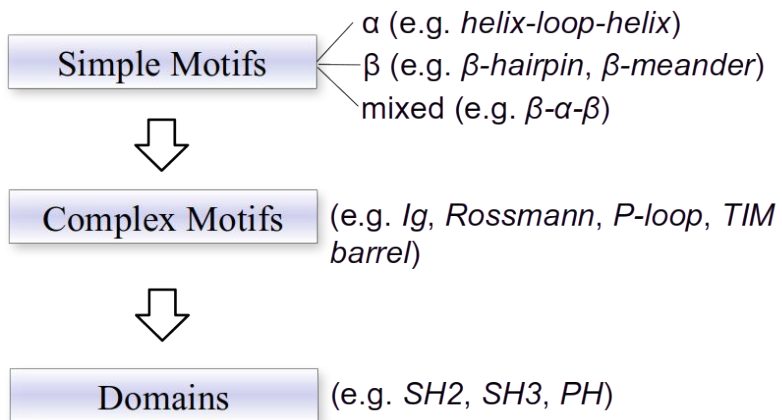 α (e.g. helix-loop-helix)
Simple Motifs
β (e.g. β-hairpin, β-meander)
mixed (e.g. β-α-β)
Complex Motifs
(e.g. Ig, Rossmann, P-loop, TIM
barrel)
Domains
(e.g. SH2, SH3, PH)